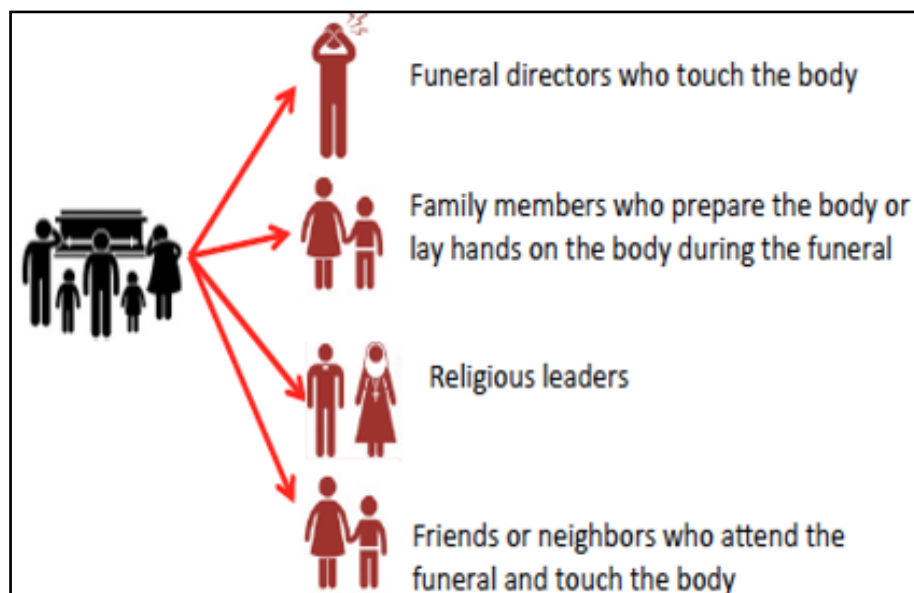 Funeral directors who touch the body
Family members who prepare the body or
lay hands on the body during the funeral
Religious leaders
Friends or neighbors who attend the
funeral and touch the body